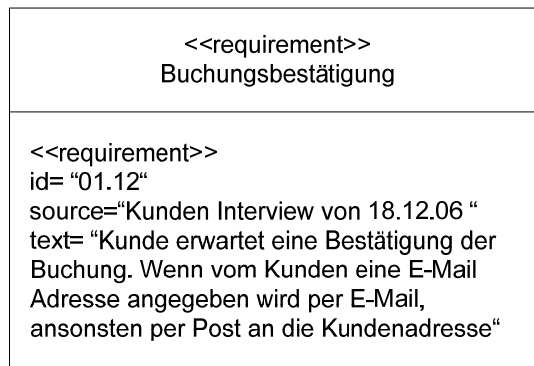 <<requirement>>
Buchungsbestätigung
<<requirement>>
id= “01.12“
source=“Kunden Interview von 18.12.06 “
text= “Kunde erwartet eine Bestätigung der
Buchung. Wenn vom Kunden eine E-Mail
Adresse angegeben wird per E-Mail,
ansonsten per Post an die Kundenadresse“